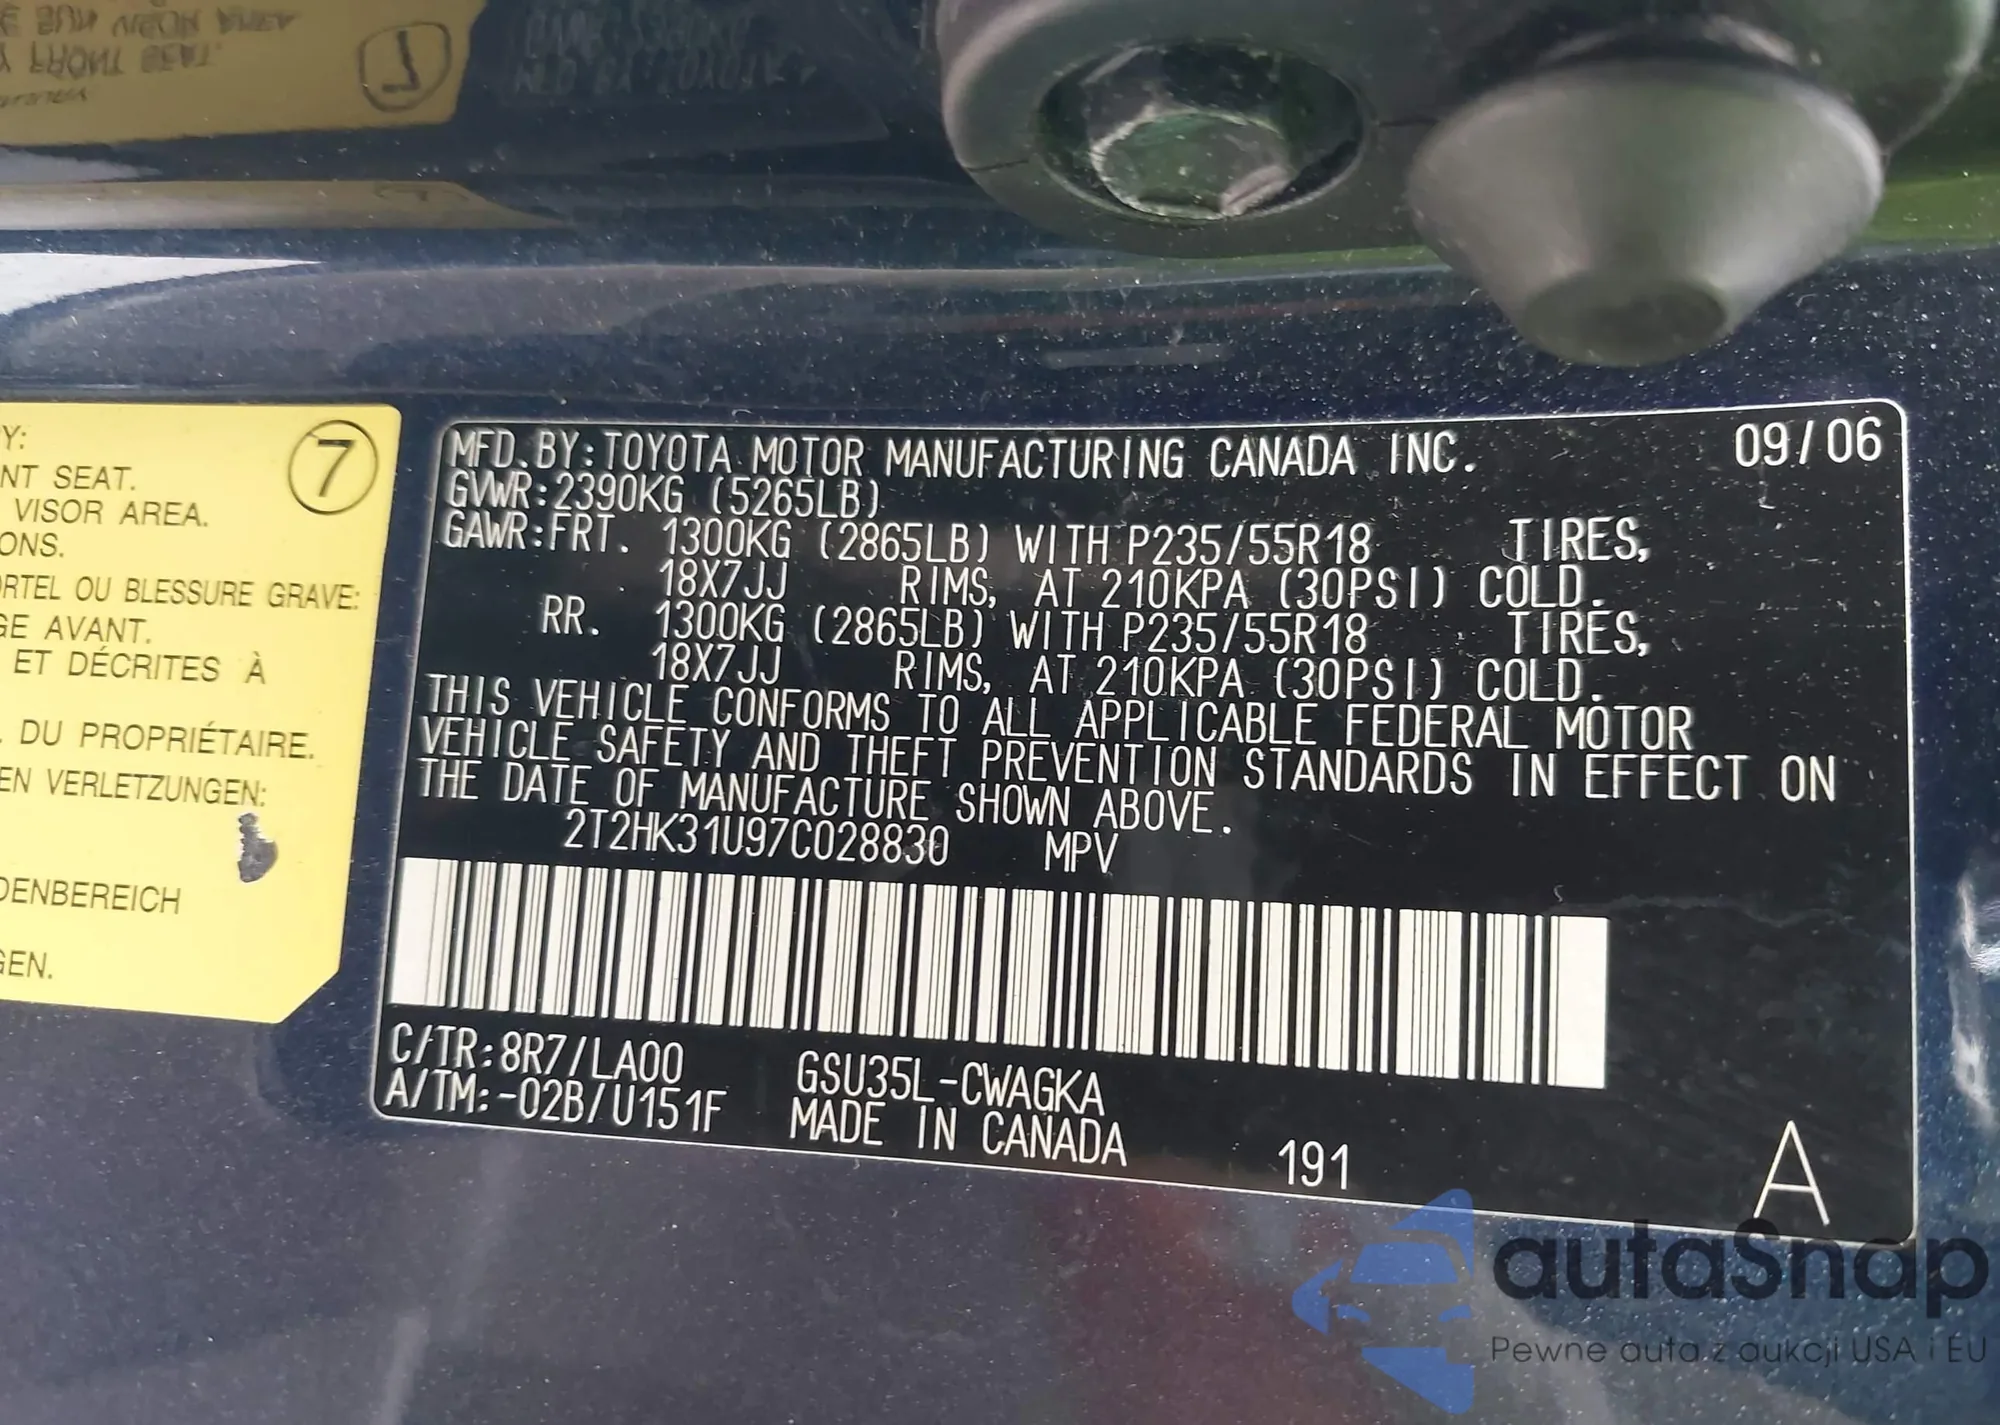 Y:
NT SEAT.
VISOR AREA.
ONS.
ORTEL OU BLESSURE GRAVE:
GE AVANT.
ET DÉCRITES À
DU PROPRIÉTAIRE.
EN VERLETZUNGEN:
DENBEREICH
GEN.
7
MFD. BY: TOYOTA MOTOR MANUFACTURING CANADA INC. 09/06
GVWR: 2390KG (5265LB)
GAWR: FRT. 1300KG (2865LB) WITH P235/55R18 TIRES,
18X7JJ RIMS, AT 210KPA (30PSI) COLD.
RR. 1300KG (2865LB) WITH P235/55R18 TIRES,
18X7JJ RIMS, AT 210KPA (30PSI) COLD.
THIS VEHICLE CONFORMS TO ALL APPLICABLE FEDERAL MOTOR
VEHICLE SAFETY AND THEFT PREVENTION STANDARDS IN EFFECT ON
THE DATE OF MANUFACTURE SHOWN ABOVE.
2T2HK31U97C028830 MPV
C/TR: 8R7/LA00 GSU35L-CWAGKA
A/TM: -02B/U151F MADE IN CANADA 191 A
autoSnap
Pewne auta z aukcji USA i EU